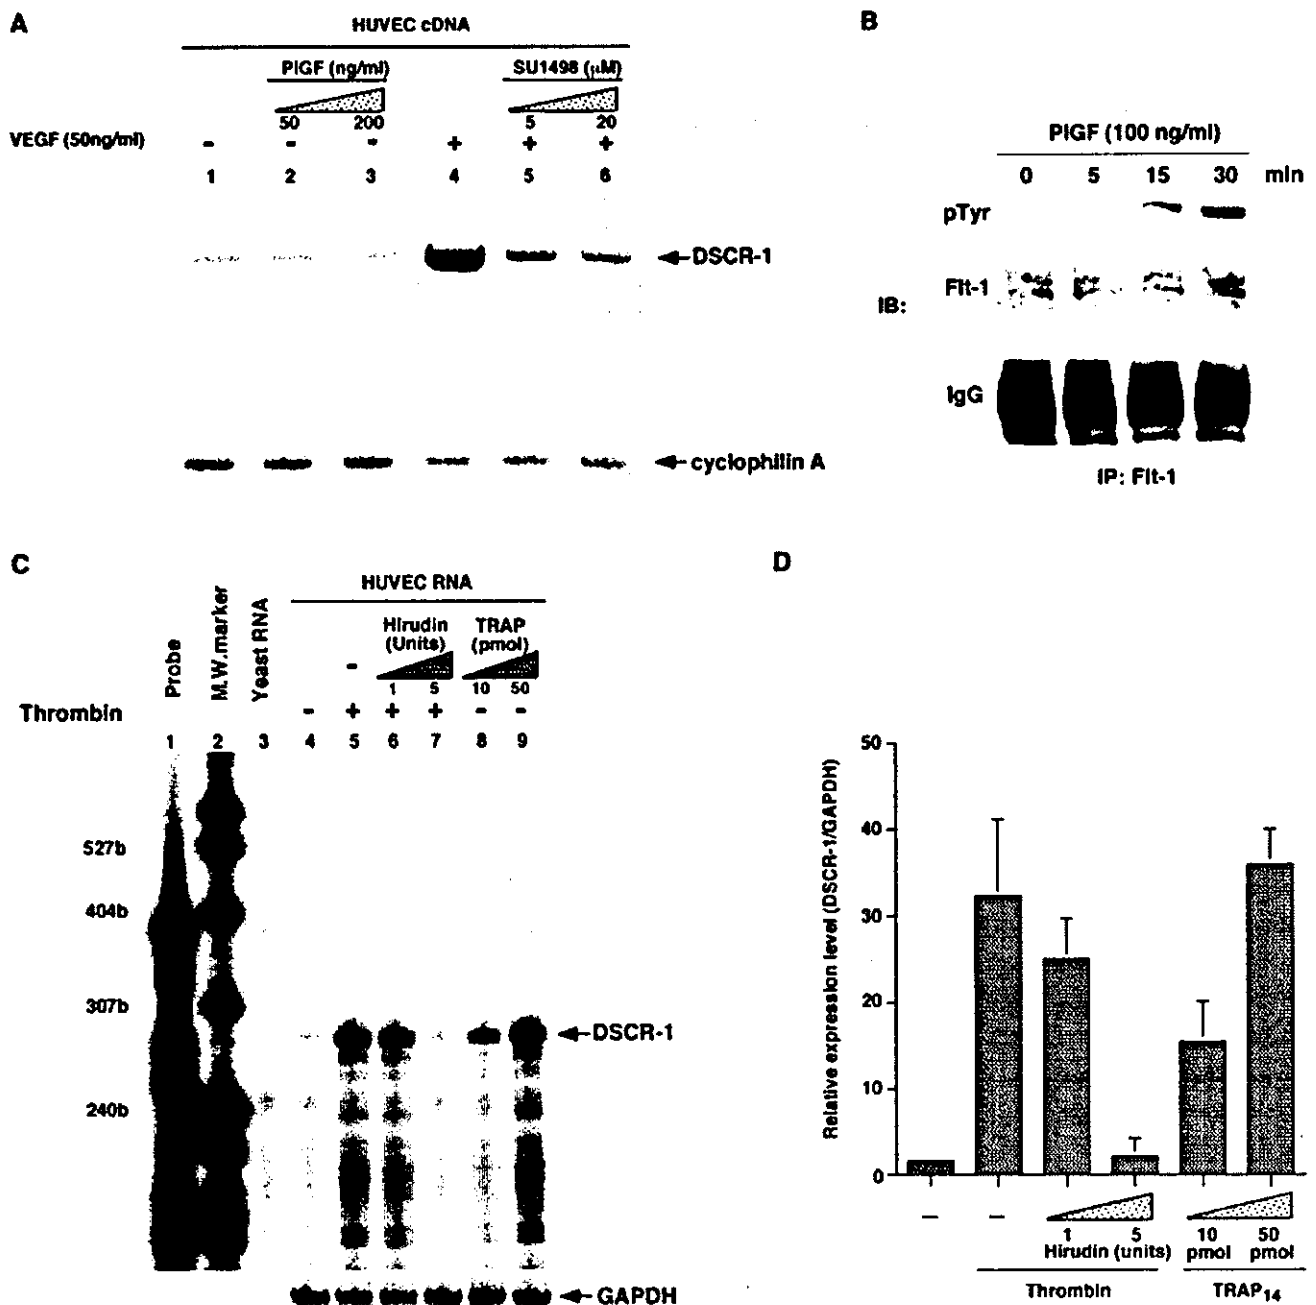 A
HUVEC cDNA
PlGF (ng/ml)
SU1498 (μM)
50 200
5 20
VEGF (50ng/ml) - - - + + +
1 2 3 4 5 6
DSCR-1
cyclophilin A
B
PlGF (100 ng/ml)
0 5 15 30 min
pTyr
Flt-1
IB:
IgG
IP: Flt-1
C
HUVEC RNA
Probe
M.W.marker
Yeast RNA
Hirudin (Units)
TRAP (pmol)
-
1 5 10 50
Thrombin - + + + - -
1 2 3 4 5 6 7 8 9
527b
404b
307b
DSCR-1
240b
GAPDH
D
Relative expression level (DSCR-1/GAPDH)
50
40
30
20
10
0
- -
1 5
10 50
Hirudin (units)
pmol pmol
Thrombin
TRAP14